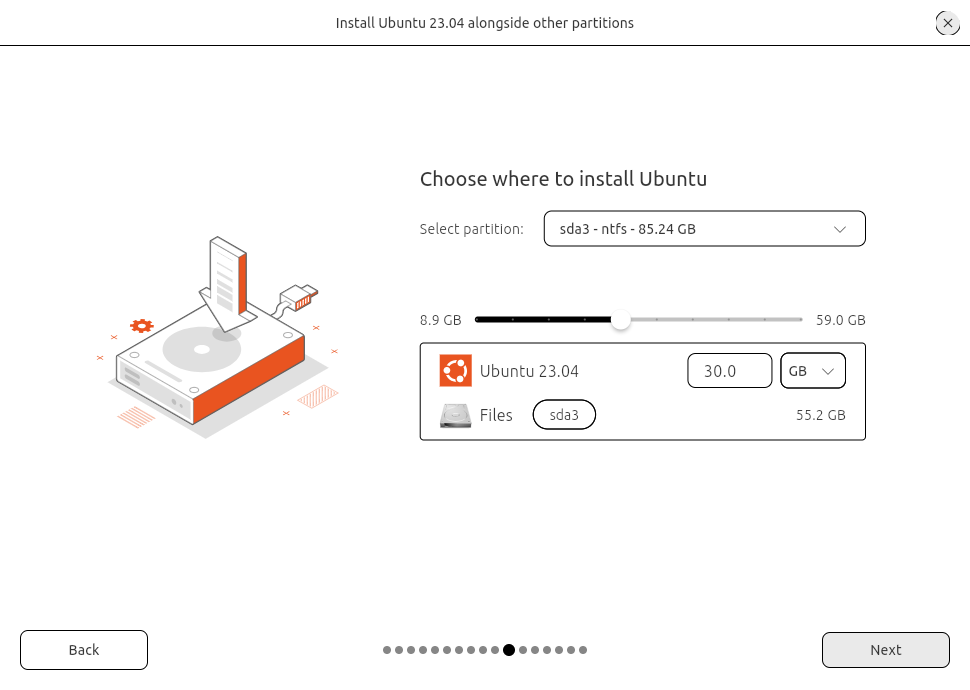 Install Ubuntu 23.04 alongside other partitions
Choose where to install Ubuntu
Select partition: sda3 - ntfs - 85.24 GB
8.9 GB 59.0 GB
Ubuntu 23.04 30.0 GB
Files sda3 55.2 GB
Back Next